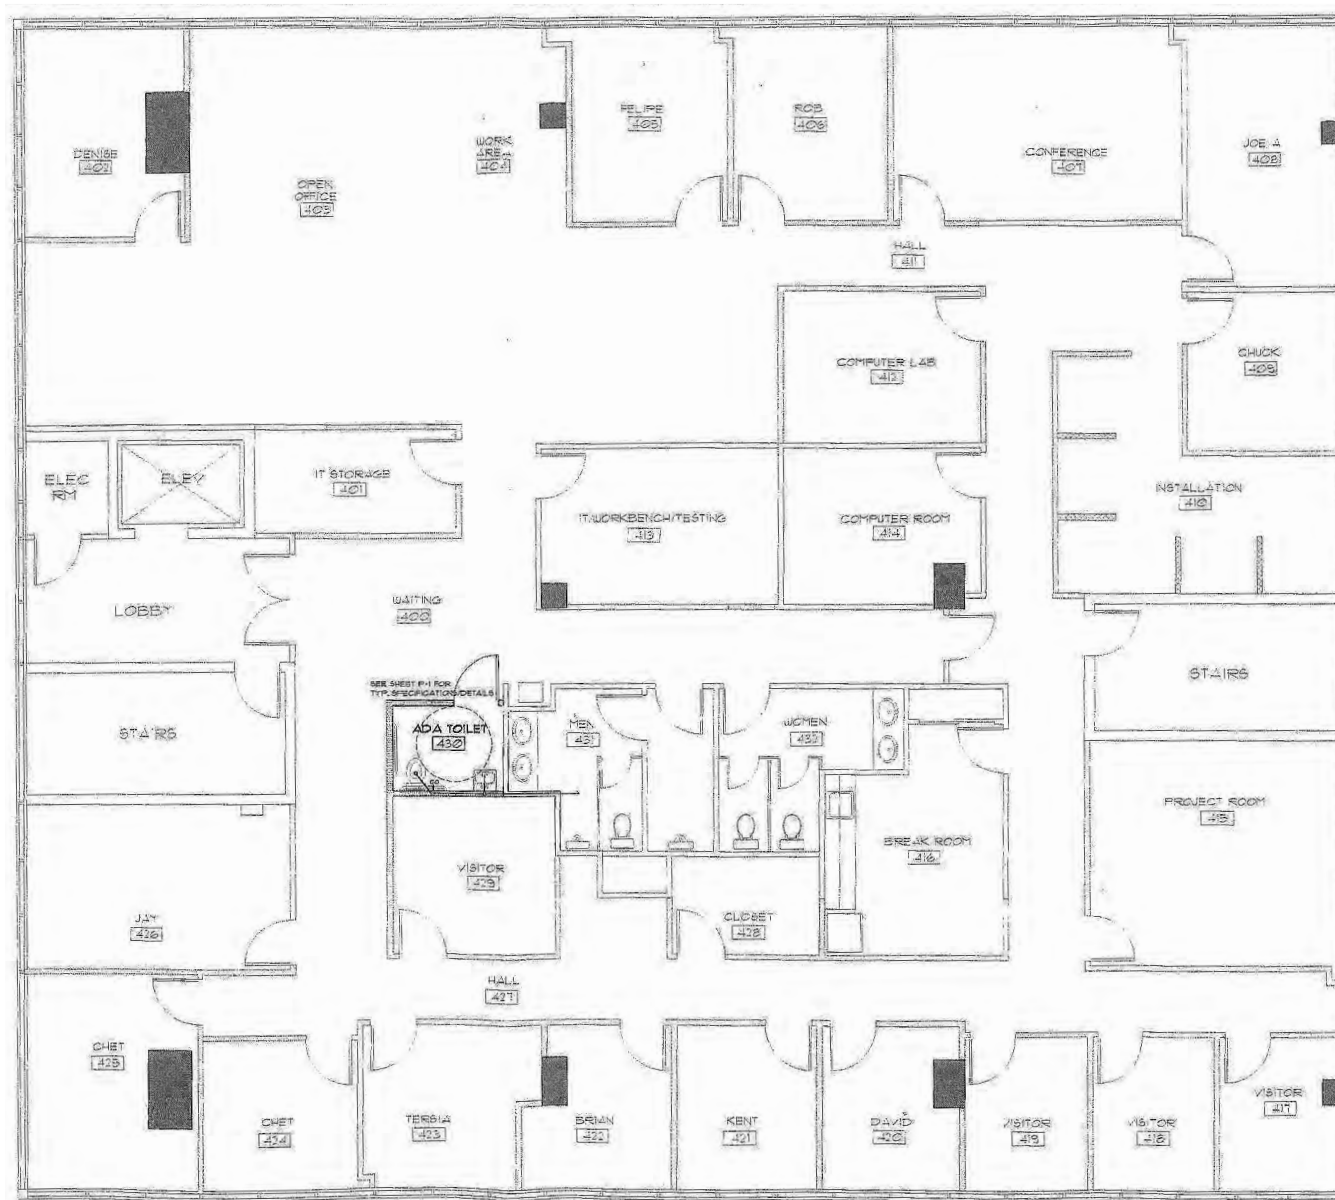 FELIPE
405
ROB
406
DENISE
402
WORK
AREA
404
CONFERENCE
407
JOE A
408
OPEN
OFFICE
403
HALL
411
COMPUTER LAB
412
CHUCK
409
ELEC
RM
ELEV
IT STORAGE
401
INSTALLATION
410
IT/WORKBENCH/TESTING
413
COMPUTER ROOM
414
LOBBY
WAITING
400
STAIRS
SEE SHEET P-1 FOR
TYP. SPECIFICATIONS/DETAILS
STAIRS
ADA TOILET
430
MEN
431
WOMEN
432
PROJECT ROOM
415
BREAK ROOM
416
VISITOR
429
JAY
426
CLOSET
428
HALL
427
CHET
425
CHET
424
TERSIA
423
BRIAN
422
KENT
421
DAVID
420
VISITOR
419
VISITOR
418
VISITOR
417